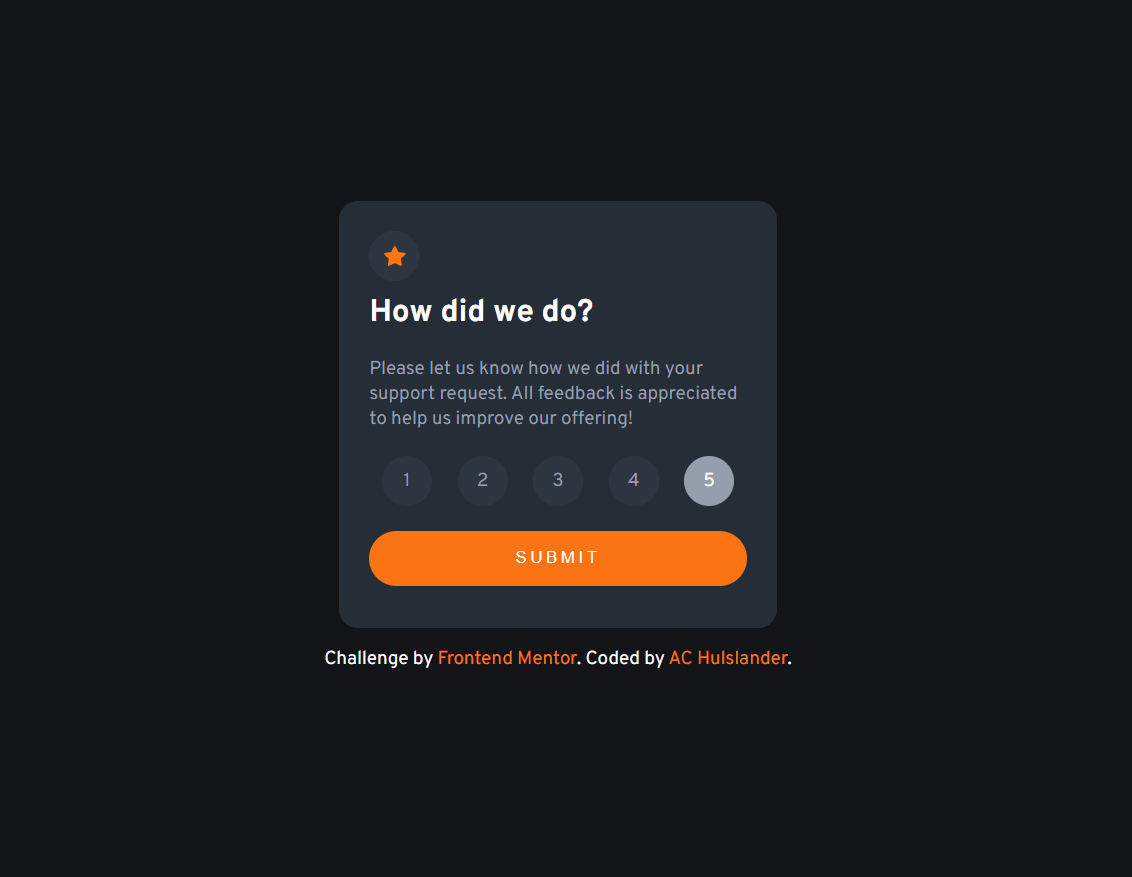 How did we do?
Please let us know how we did with your
support request. All feedback is appreciated
to help us improve our offering!
1 2 3 4 5
SUBMIT
Challenge by Frontend Mentor. Coded by AC Hulslander.